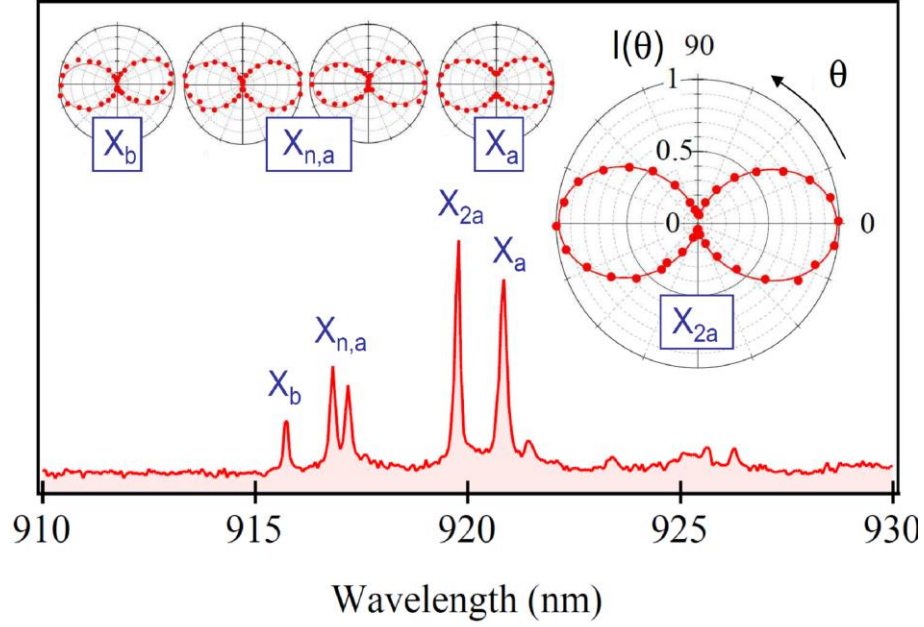 I(θ) 90
1
θ
0.5
0
0
X_b
X_n,a
X_a
X_2a
X_2a
X_a
X_n,a
X_b
910 915 920 925 930
Wavelength (nm)